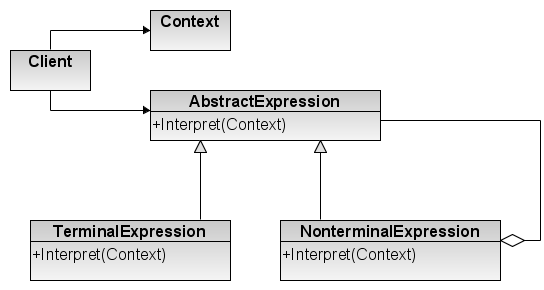 Context
Client
AbstractExpression
+Interpret(Context)
TerminalExpression
+Interpret(Context)
NonterminalExpression
+Interpret(Context)